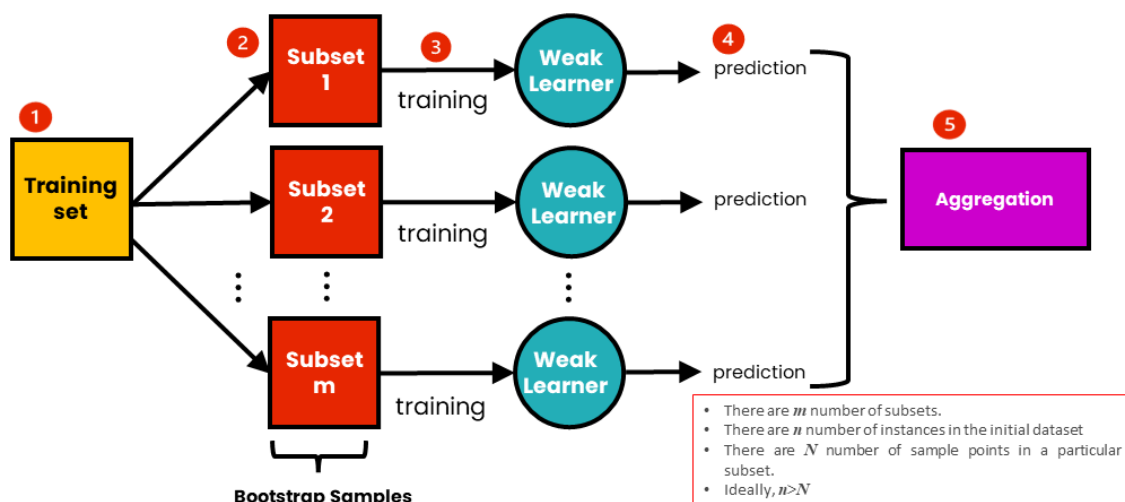 1
Training
set
2
Subset
1
3
training
Weak
Learner
4
prediction
Subset
2
training
Weak
Learner
prediction
Subset
m
training
Weak
Learner
prediction
5
Aggregation
Bootstrap Samples
• There are m number of subsets.
• There are n number of instances in the initial dataset
• There are N number of sample points in a particular
subset.
• Ideally, n>N